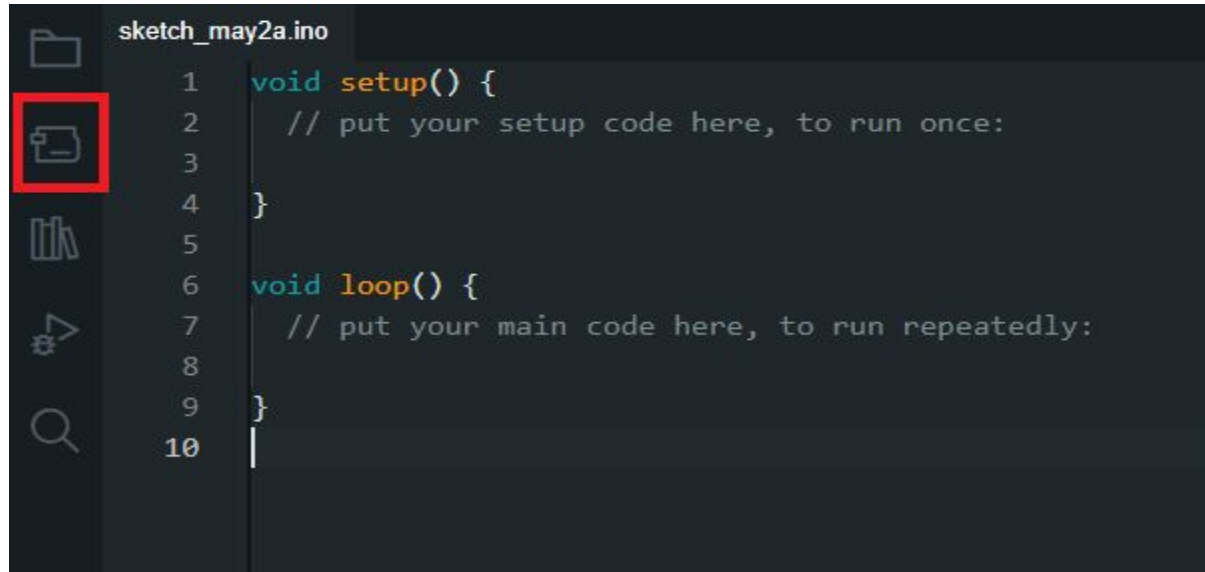 sketch_may2a.ino
1 void setup() {
2 // put your setup code here, to run once:
3
4 }
5
6 void loop() {
7 // put your main code here, to run repeatedly:
8
9 }
10